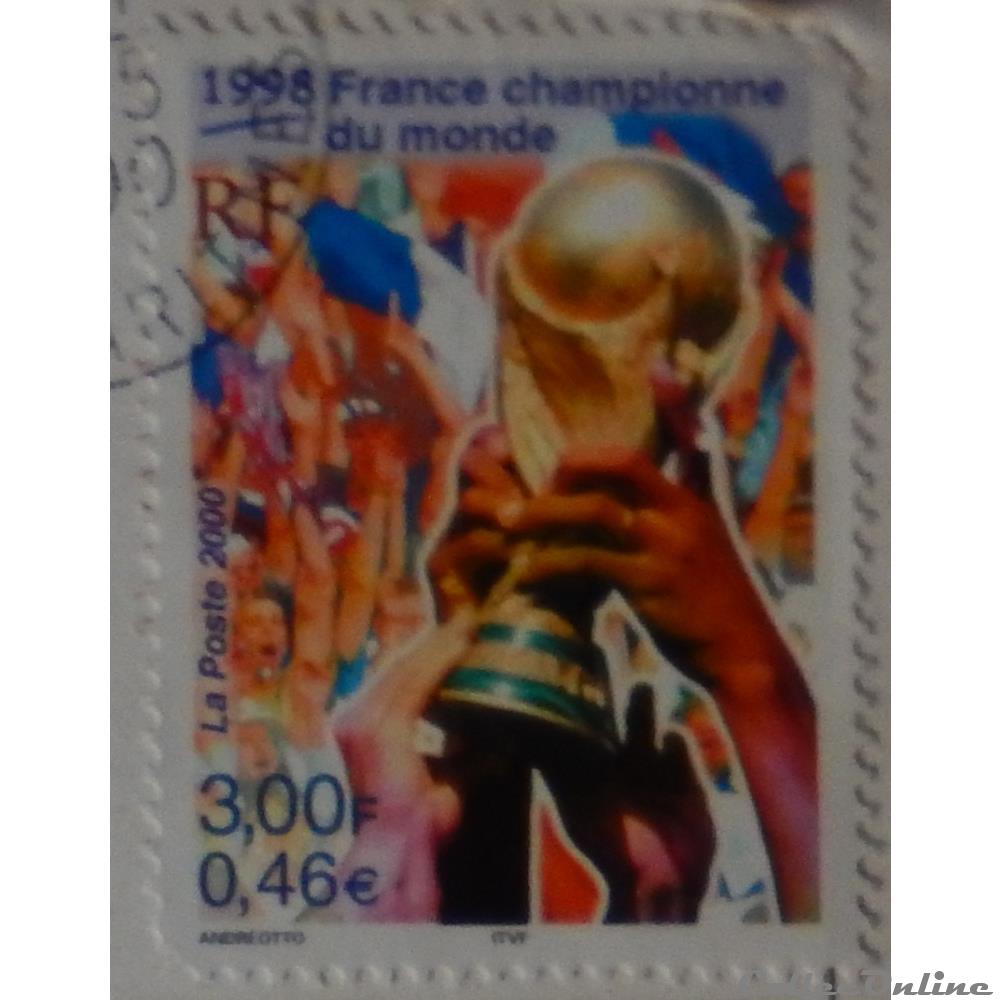 1998 France championne
du monde
RF
La Poste 2000
3,00F
0,46€
ANDREOTTO ITVF